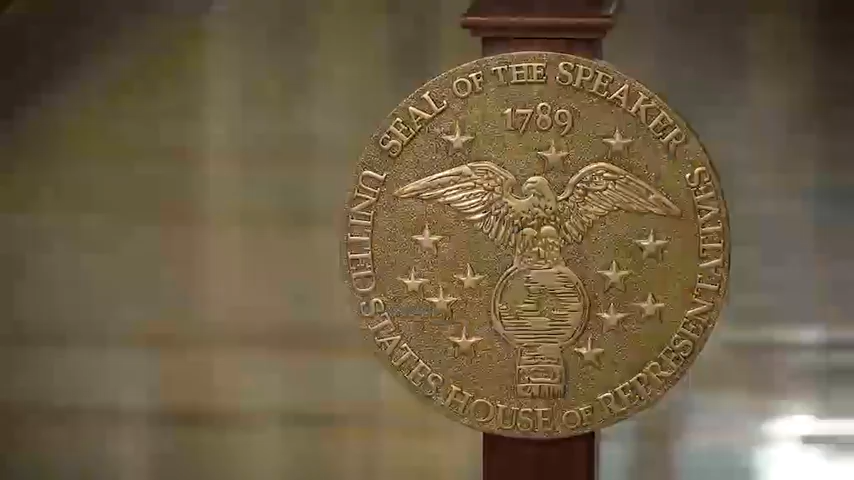 SEAL OF THE SPEAKER
1789
UNITED STATES HOUSE OF REPRESENTATIVES